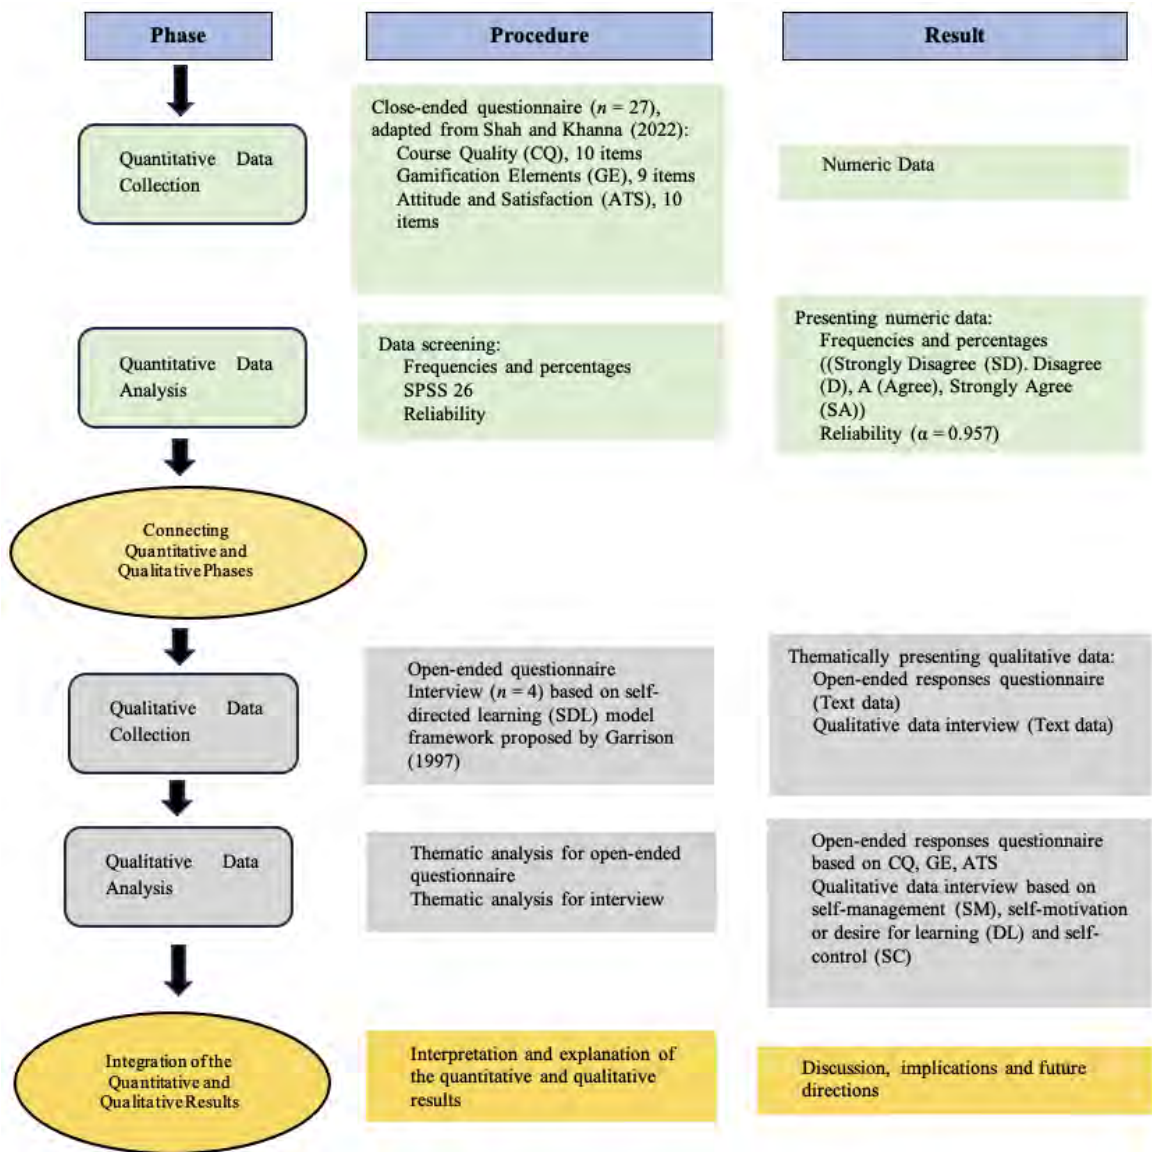 Phase
Procedure
Result
Quantitative Data
Collection
Close-ended questionnaire (n = 27),
adapted from Shah and Khanna (2022):
Course Quality (CQ), 10 items
Gamification Elements (GE), 9 items
Attitude and Satisfaction (ATS), 10
items
Numeric Data
Quantitative Data
Analysis
Data screening:
Frequencies and percentages
SPSS 26
Reliability
Presenting numeric data:
Frequencies and percentages
((Strongly Disagree (SD). Disagree
(D), A (Agree), Strongly Agree
(SA))
Reliability (α = 0.957)
Connecting
Quantitative and
Qualitative Phases
Qualitative Data
Collection
Open-ended questionnaire
Interview (n = 4) based on self-
directed learning (SDL) model
framework proposed by Garrison
(1997)
Thematically presenting qualitative data:
Open-ended responses questionnaire
(Text data)
Qualitative data interview (Text data)
Qualitative Data
Analysis
Thematic analysis for open-ended
questionnaire
Thematic analysis for interview
Open-ended responses questionnaire
based on CQ, GE, ATS
Qualitative data interview based on
self-management (SM), self-motivation
or desire for learning (DL) and self-
control (SC)
Integration of the
Quantitative and
Qualitative Results
Interpretation and explanation of
the quantitative and qualitative
results
Discussion, implications and future
directions